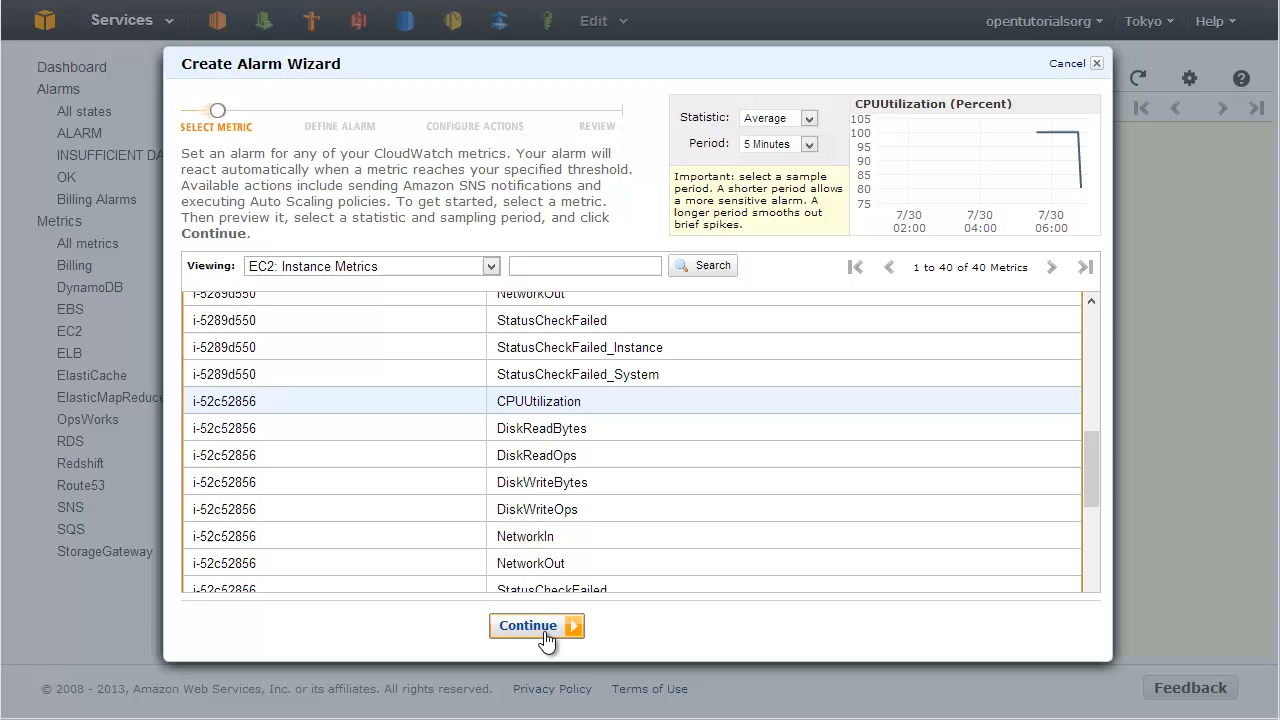 Services
Edit
opentutorialsorg
Tokyo
Help
Dashboard
Alarms
All states
ALARM
INSUFFICIENT DA
OK
Billing Alarms
Metrics
All metrics
Billing
DynamoDB
EBS
EC2
ELB
ElastiCache
ElasticMapReduce
OpsWorks
RDS
Redshift
Route53
SNS
SQS
StorageGateway
Create Alarm Wizard
Cancel
SELECT METRIC
DEFINE ALARM
CONFIGURE ACTIONS
REVIEW
Set an alarm for any of your CloudWatch metrics. Your alarm will
react automatically when a metric reaches your specified threshold.
Available actions include sending Amazon SNS notifications and
executing Auto Scaling policies. To get started, select a metric.
Then preview it, select a statistic and sampling period, and click
Continue.
Statistic: Average
Period: 5 Minutes
Important: select a sample
period. A shorter period allows
a more sensitive alarm. A
longer period smooths out
brief spikes.
CPUUtilization (Percent)
105
100
95
90
85
80
75
7/30 02:00
7/30 04:00
7/30 06:00
Viewing: EC2: Instance Metrics
Search
1 to 40 of 40 Metrics
i-5289d550 NetworkOut
i-5289d550 StatusCheckFailed
i-5289d550 StatusCheckFailed_Instance
i-5289d550 StatusCheckFailed_System
i-52c52856 CPUUtilization
i-52c52856 DiskReadBytes
i-52c52856 DiskReadOps
i-52c52856 DiskWriteBytes
i-52c52856 DiskWriteOps
i-52c52856 NetworkIn
i-52c52856 NetworkOut
i-52c52856 StatusCheckFailed
Continue
© 2008 - 2013, Amazon Web Services, Inc. or its affiliates. All rights reserved.
Privacy Policy
Terms of Use
Feedback